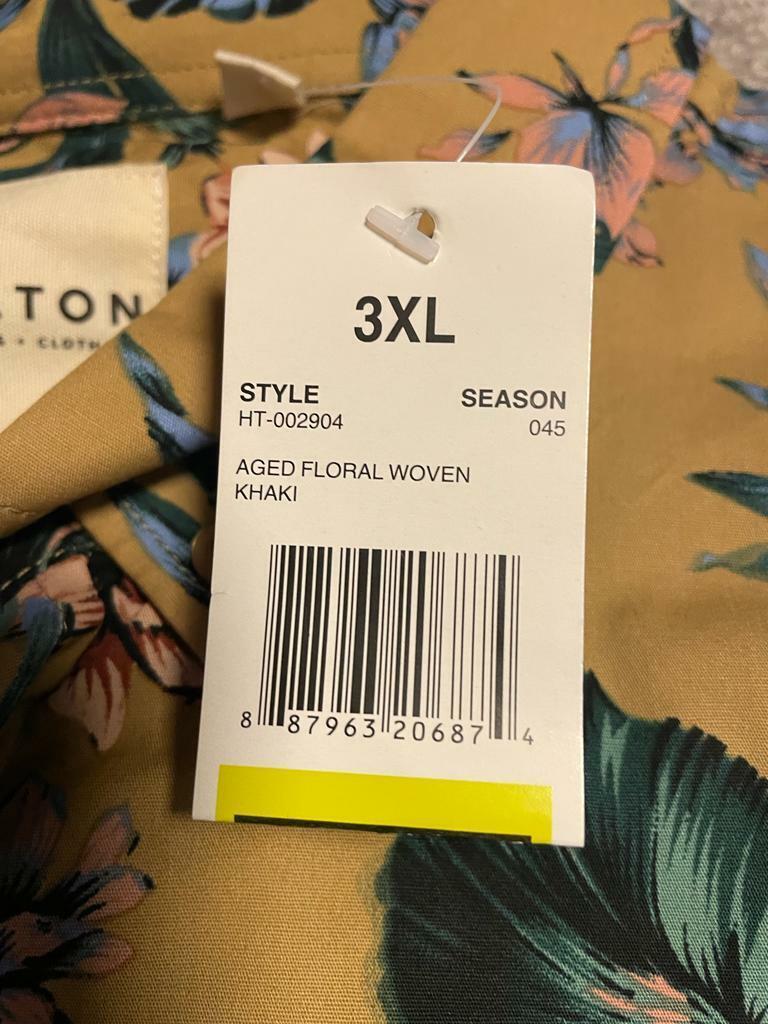 3XL
STYLE SEASON
HT-002904 045
AGED FLORAL WOVEN
KHAKI
8 87963 20687 4
TON